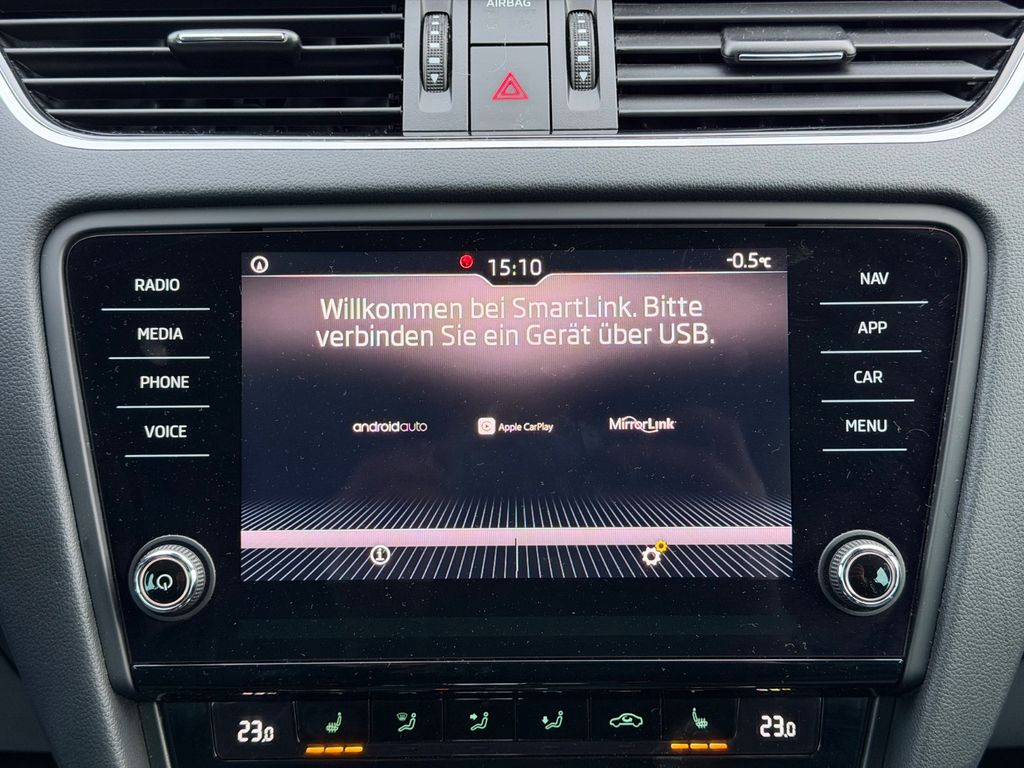 AIRBAG
15:10
-0.5°C
RADIO
MEDIA
PHONE
VOICE
Willkommen bei SmartLink. Bitte
verbinden Sie ein Gerät über USB.
androidauto
Apple CarPlay
MirrorLink
NAV
APP
CAR
MENU
23.0
23.0